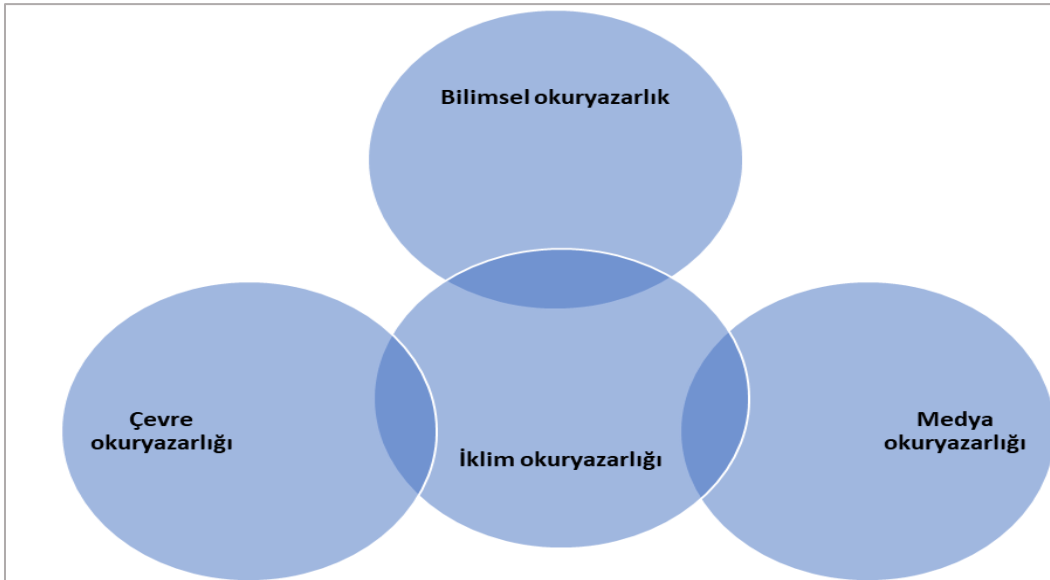 Bilimsel okuryazarlık
Çevre
okuryazarlığı
İklim okuryazarlığı
Medya
okuryazarlığı